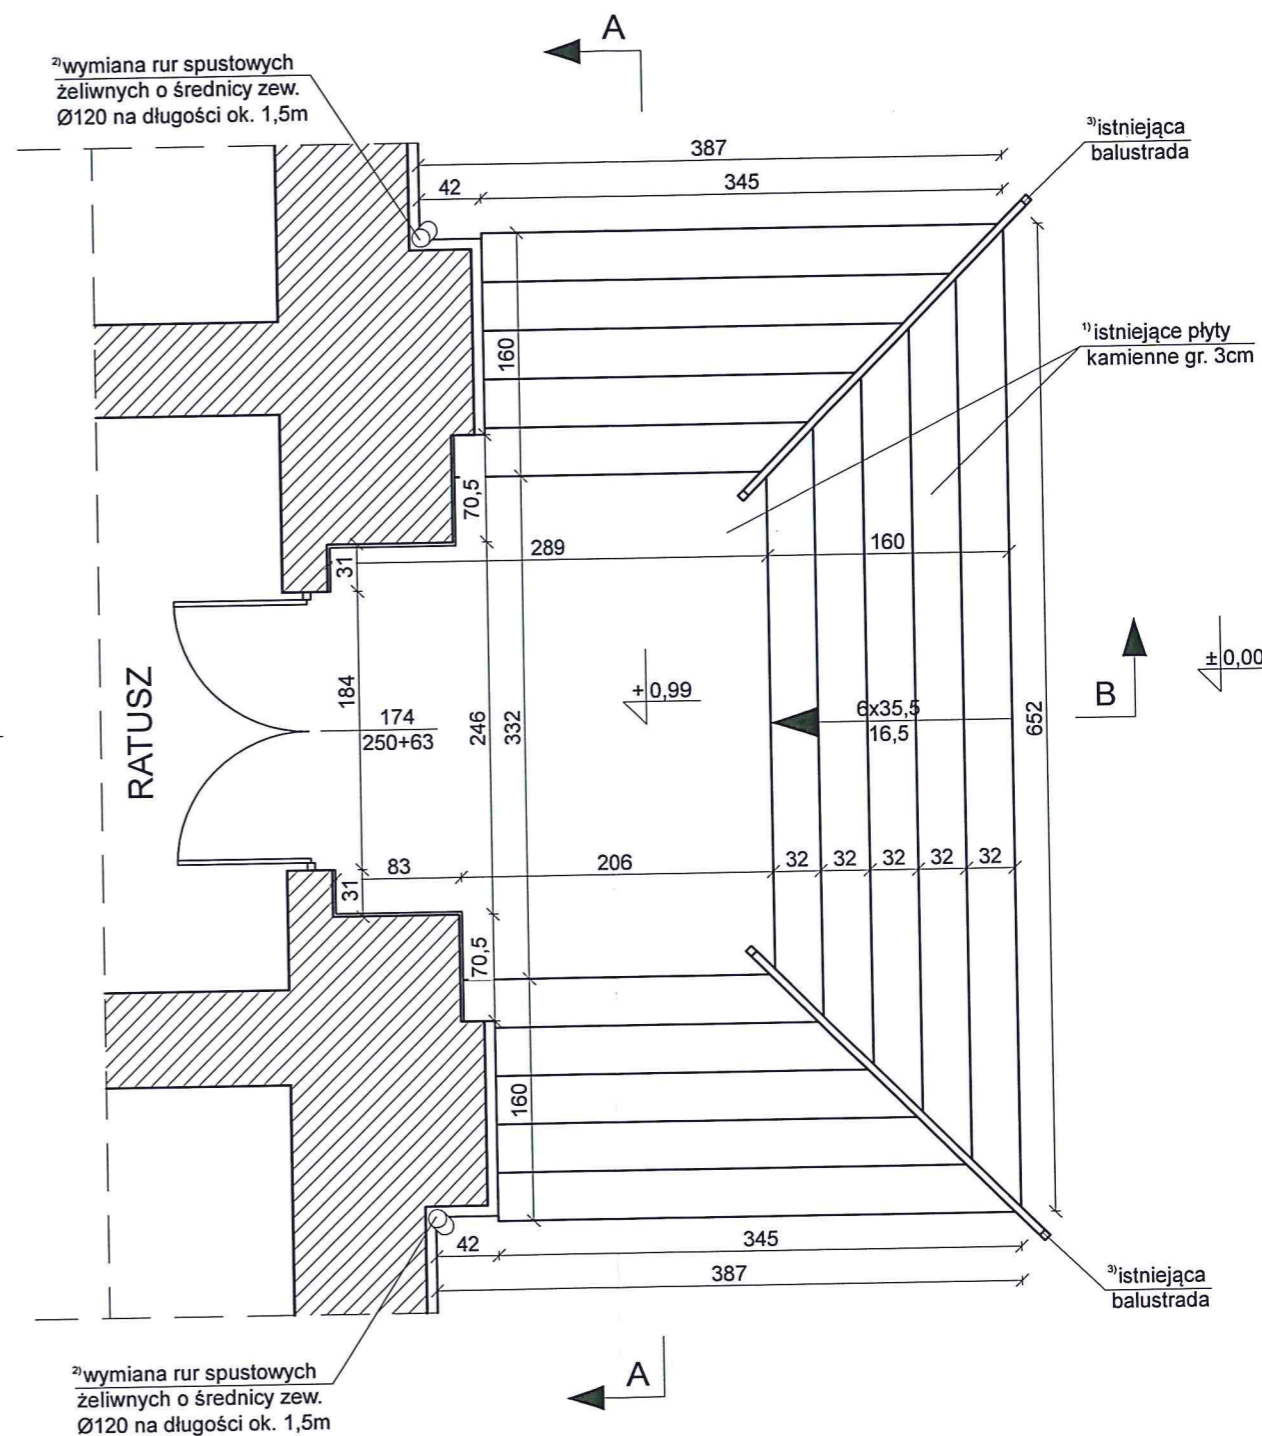 A
²⁾wymiana rur spustowych
żeliwnych o średnicy zew.
Ø120 na długości ok. 1,5m
³⁾istniejąca
balustrada
387
42
345
160
¹⁾istniejące płyty
kamienne gr. 3cm
70,5
289
160
31
184
174
250+63
246
332
+0,99
6x35,5
16,5
B
±0,00
652
RATUSZ
83
206
32
32
32
32
32
31
70,5
160
42
345
387
³⁾istniejąca
balustrada
²⁾wymiana rur spustowych
żeliwnych o średnicy zew.
Ø120 na długości ok. 1,5m
A